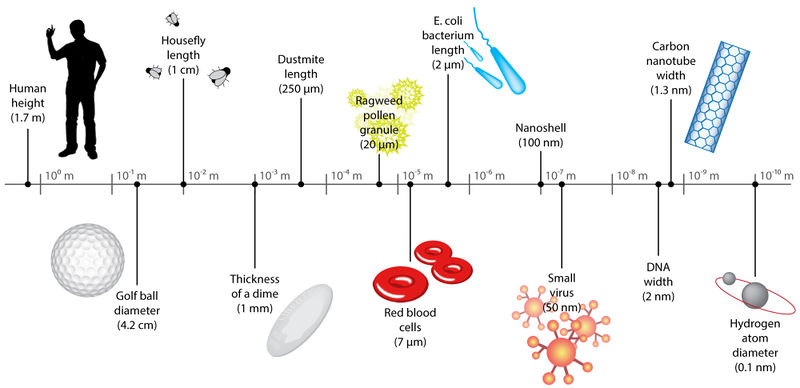 Human
height
(1.7 m)
Housefly
length
(1 cm)
Dustmite
length
(250 μm)
Ragweed
pollen
granule
(20 μm)
E. coli
bacterium
length
(2 μm)
Nanoshell
(100 nm)
Carbon
nanotube
width
(1.3 nm)
10⁰ m
10⁻¹ m
10⁻² m
10⁻³ m
10⁻⁴ m
10⁻⁵ m
10⁻⁶ m
10⁻⁷ m
10⁻⁸ m
10⁻⁹ m
10⁻¹⁰ m
Golf ball
diameter
(4.2 cm)
Thickness
of a dime
(1 mm)
Red blood
cells
(7 μm)
Small
virus
(50 nm)
DNA
width
(2 nm)
Hydrogen
atom
diameter
(0.1 nm)